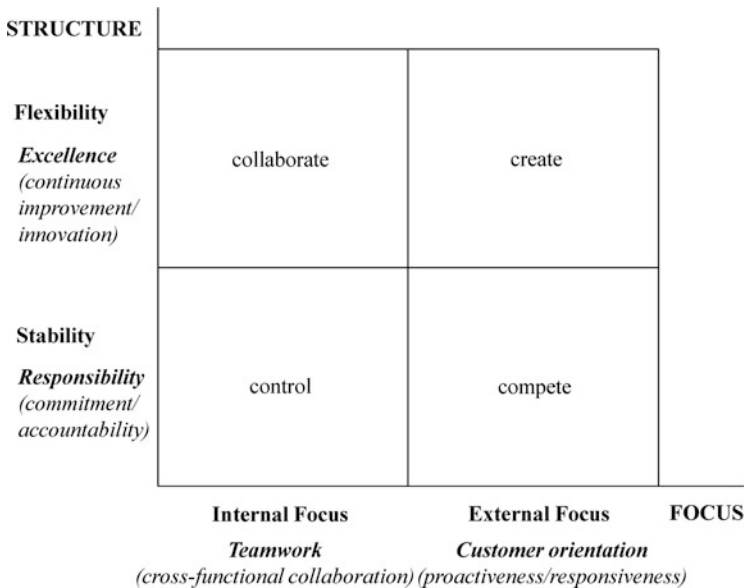 STRUCTURE
Flexibility
Excellence
(continuous
improvement/
innovation)
collaborate
create
Stability
Responsibility
(commitment/
accountability)
control
compete
Internal Focus
External Focus
FOCUS
Teamwork
Customer orientation
(cross-functional collaboration)
(proactiveness/responsiveness)